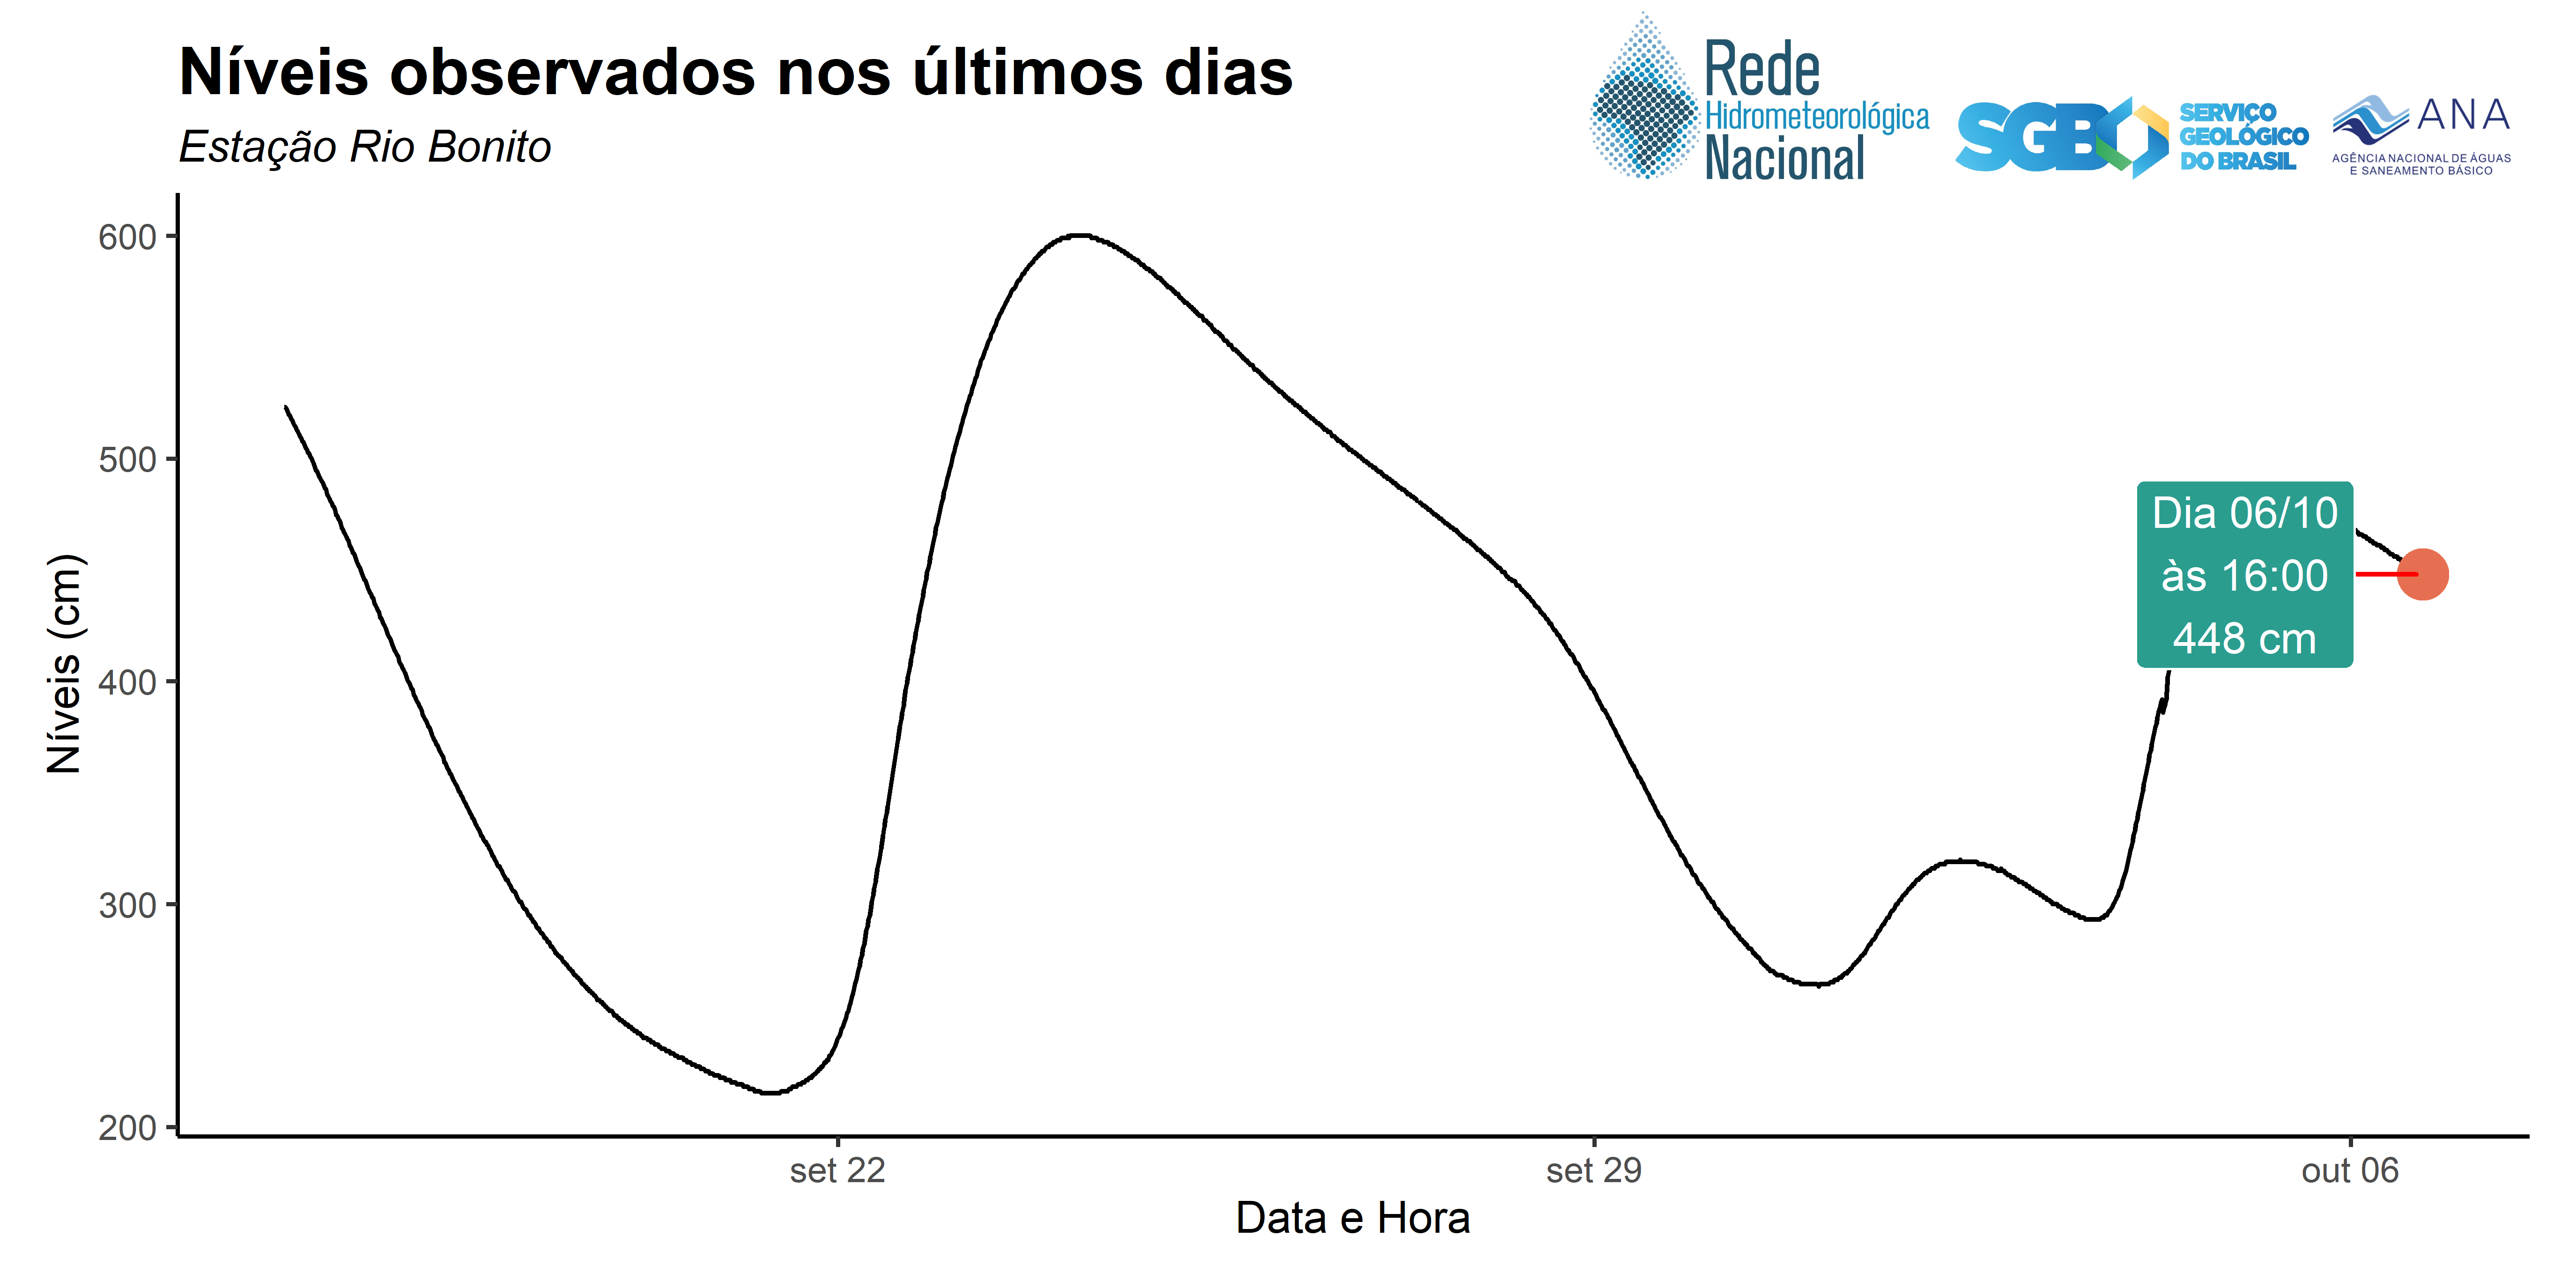 Níveis observados nos últimos dias
Estação Rio Bonito
Rede
Hidrometeorológica
Nacional
SGB
SERVIÇO
GEOLÓGICO
DO BRASIL
ANA
AGÊNCIA NACIONAL DE ÁGUAS
E SANEAMENTO BÁSICO
Níveis (cm)
600
500
400
300
200
Dia 06/10
às 16:00
448 cm
set 22
set 29
out 06
Data e Hora